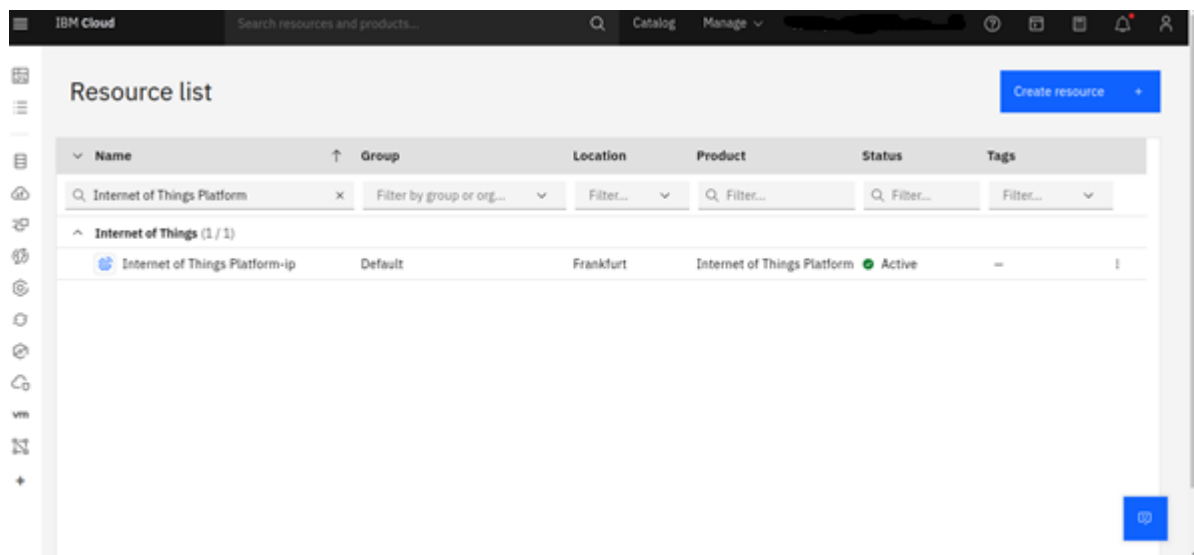 IBM Cloud Search resources and products... Catalog Manage
Resource list
Create resource +
Name Group Location Product Status Tags
Internet of Things Platform Filter by group or org... Filter... Filter... Filter... Filter...
Internet of Things (1 / 1)
Internet of Things Platform-ip Default Frankfurt Internet of Things Platform Active –
vm